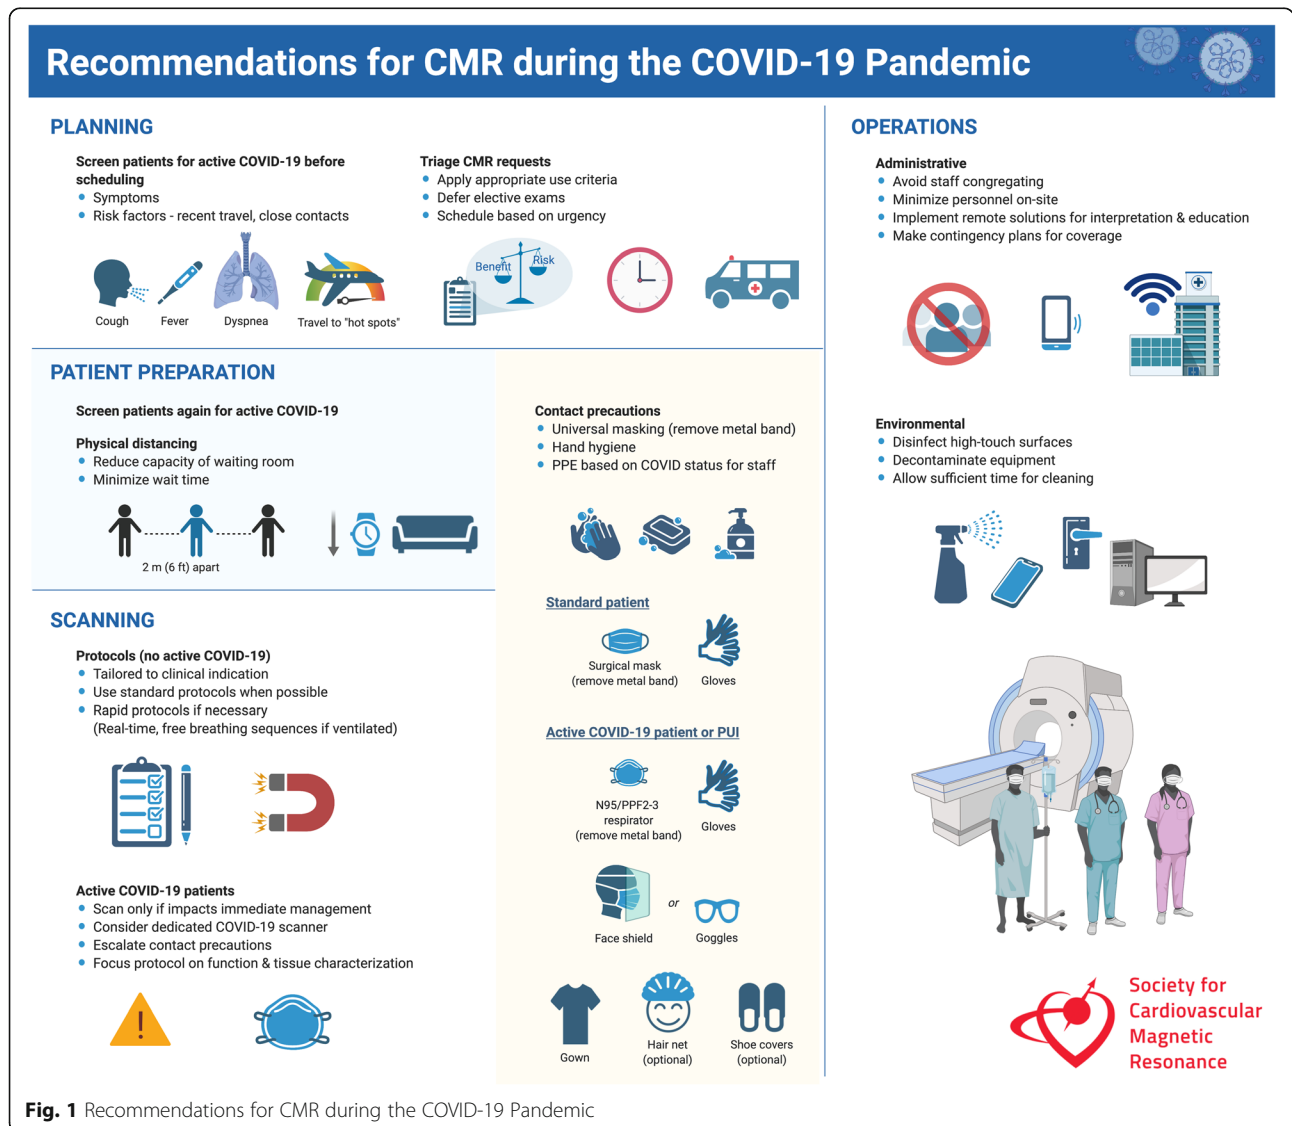 Recommendations for CMR during the COVID-19 Pandemic
PLANNING
Screen patients for active COVID-19 before
scheduling
• Symptoms
• Risk factors - recent travel, close contacts
Cough
Fever
Dyspnea
Travel to "hot spots"
Triage CMR requests
• Apply appropriate use criteria
• Defer elective exams
• Schedule based on urgency
Benefit
Risk
PATIENT PREPARATION
Screen patients again for active COVID-19
Physical distancing
• Reduce capacity of waiting room
• Minimize wait time
2 m (6 ft) apart
Contact precautions
• Universal masking (remove metal band)
• Hand hygiene
• PPE based on COVID status for staff
Standard patient
Surgical mask
(remove metal band)
Gloves
Active COVID-19 patient or PUI
N95/PPF2-3
respirator
(remove metal band)
Gloves
Face shield
or
Goggles
Gown
Hair net
(optional)
Shoe covers
(optional)
SCANNING
Protocols (no active COVID-19)
• Tailored to clinical indication
• Use standard protocols when possible
• Rapid protocols if necessary
(Real-time, free breathing sequences if ventilated)
Active COVID-19 patients
• Scan only if impacts immediate management
• Consider dedicated COVID-19 scanner
• Escalate contact precautions
• Focus protocol on function & tissue characterization
OPERATIONS
Administrative
• Avoid staff congregating
• Minimize personnel on-site
• Implement remote solutions for interpretation & education
• Make contingency plans for coverage
Environmental
• Disinfect high-touch surfaces
• Decontaminate equipment
• Allow sufficient time for cleaning
Society for
Cardiovascular
Magnetic
Resonance
Fig. 1 Recommendations for CMR during the COVID-19 Pandemic